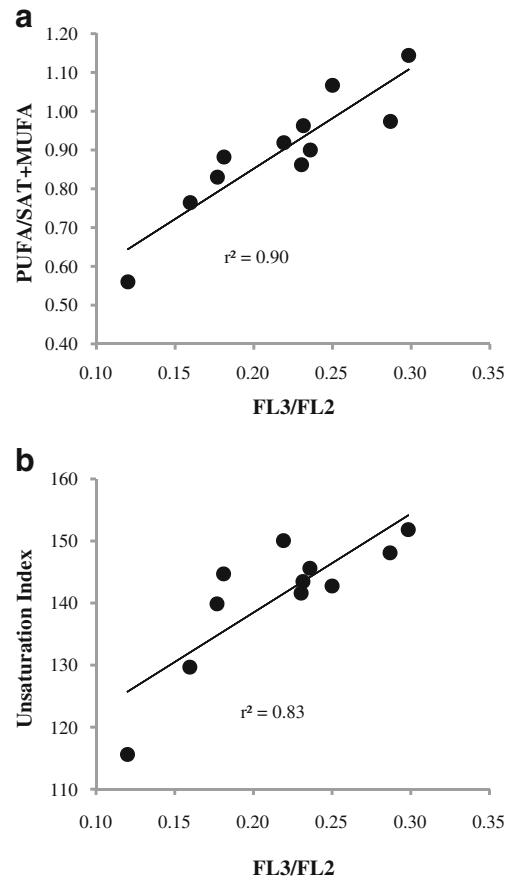 a
1.20
1.10
1.00
0.90
0.80
0.70
0.60
0.50
0.40
PUFA/SAT+MUFA
r² = 0.90
0.10 0.15 0.20 0.25 0.30 0.35
FL3/FL2
b
160
150
140
130
120
110
Unsaturation Index
r² = 0.83
0.10 0.15 0.20 0.25 0.30 0.35
FL3/FL2